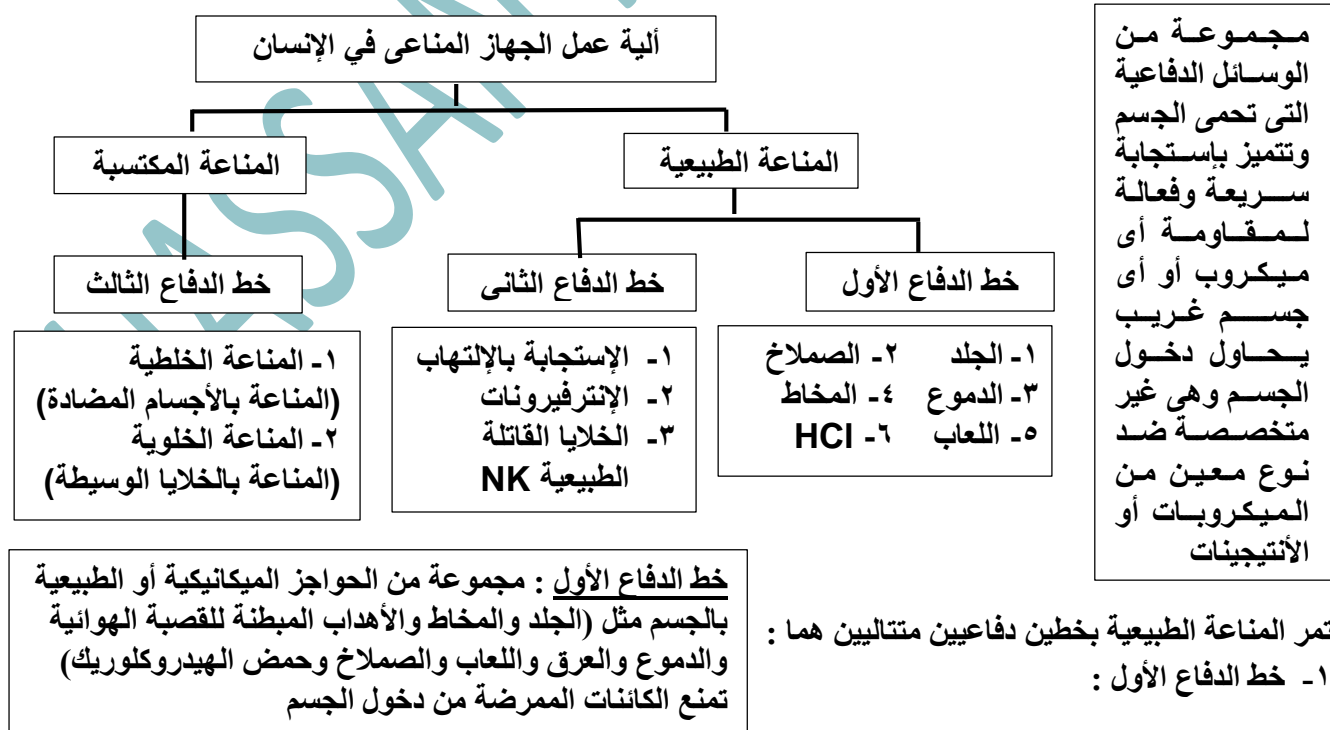 ألية عمل الجهاز المناعى في الإنسان
المناعة الطبيعية
المناعة المكتسبة
خط الدفاع الأول
خط الدفاع الثانى
خط الدفاع الثالث
١- الجلد ٢- الصملاخ
٣- الدموع ٤- المخاط
٥- اللعاب ٦- HCl
١- الإستجابة بالإلتهاب
٢- الإنترفيرونات
٣- الخلايا القاتلة
الطبيعية NK
١- المناعة الخلطية
(المناعة بالأجسام المضادة)
٢- المناعة الخلوية
(المناعة بالخلايا الوسيطة)
مجموعة من
الوسائل الدفاعية
التى تحمى الجسم
وتتميز بإستجابة
سريعة وفعالة
لمقاومة أى
ميكروب أو أى
جسم غريب
يحاول دخول
الجسم وهى غير
متخصصة ضد
نوع معين من
الميكروبات أو
الأنتيجينات
تمر المناعة الطبيعية بخطين دفاعيين متتاليين هما :
١- خط الدفاع الأول :
خط الدفاع الأول : مجموعة من الحواجز الميكانيكية أو الطبيعية
بالجسم مثل (الجلد والمخاط والأهداب المبطنة للقصبة الهوائية
والدموع والعرق واللعاب والصملاخ وحمض الهيدروكلوريك)
تمنع الكائنات الممرضة من دخول الجسم